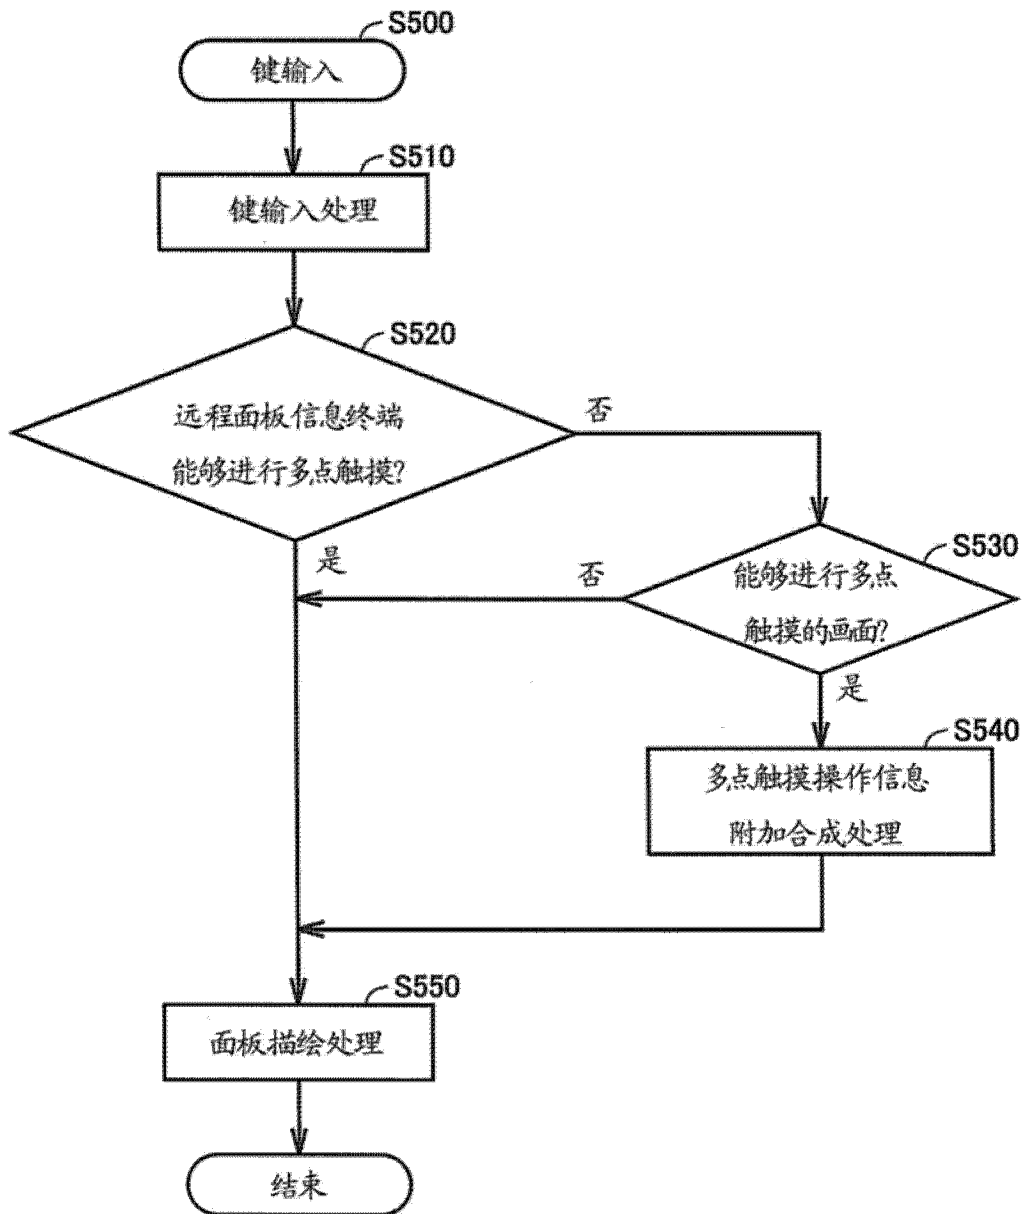 S500
键输入
S510
键输入处理
S520
远程面板信息终端
能够进行多点触摸?
否
是
S530
能够进行多点
触摸的画面?
否
是
S540
多点触摸操作信息
附加合成处理
S550
面板描绘处理
结束